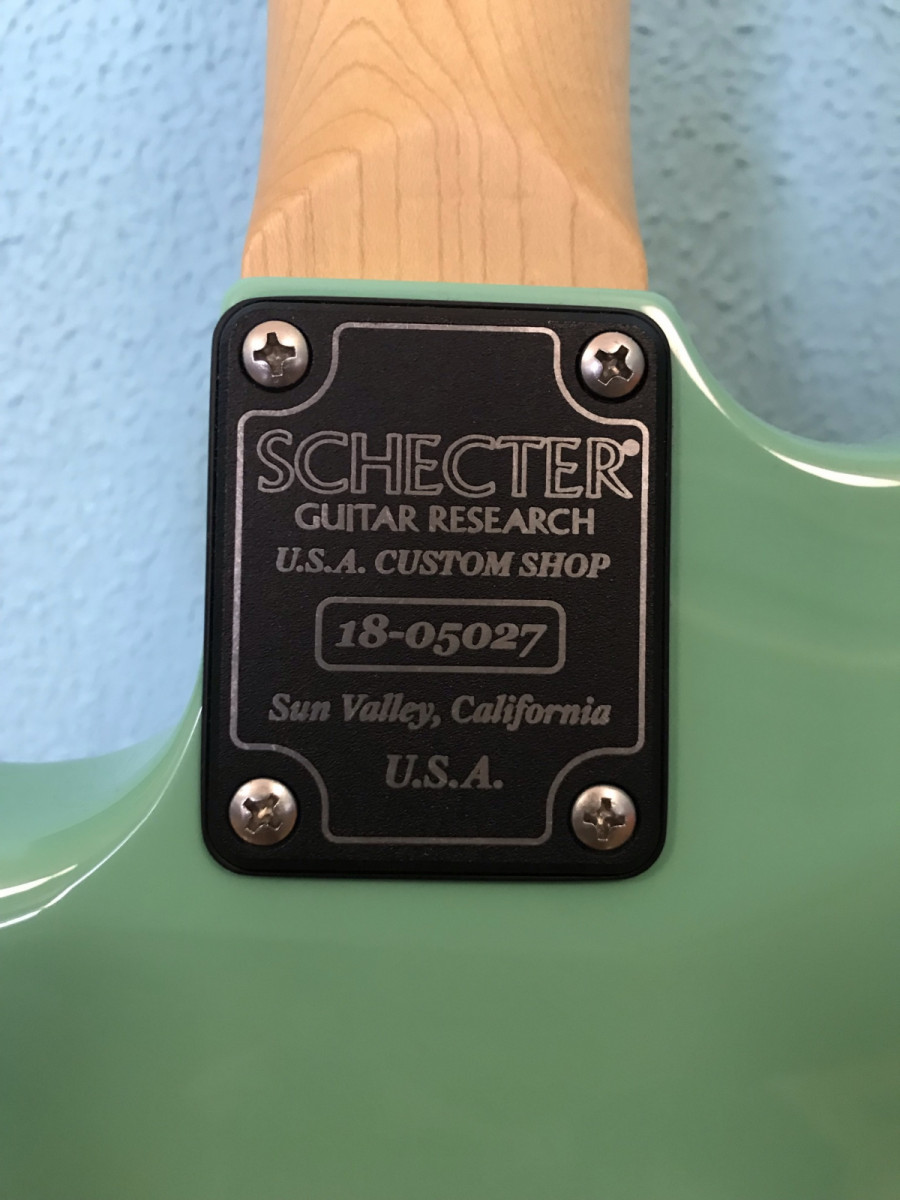 SCHECTER
GUITAR RESEARCH
U.S.A. CUSTOM SHOP
18-05027
Sun Valley, California
U.S.A.